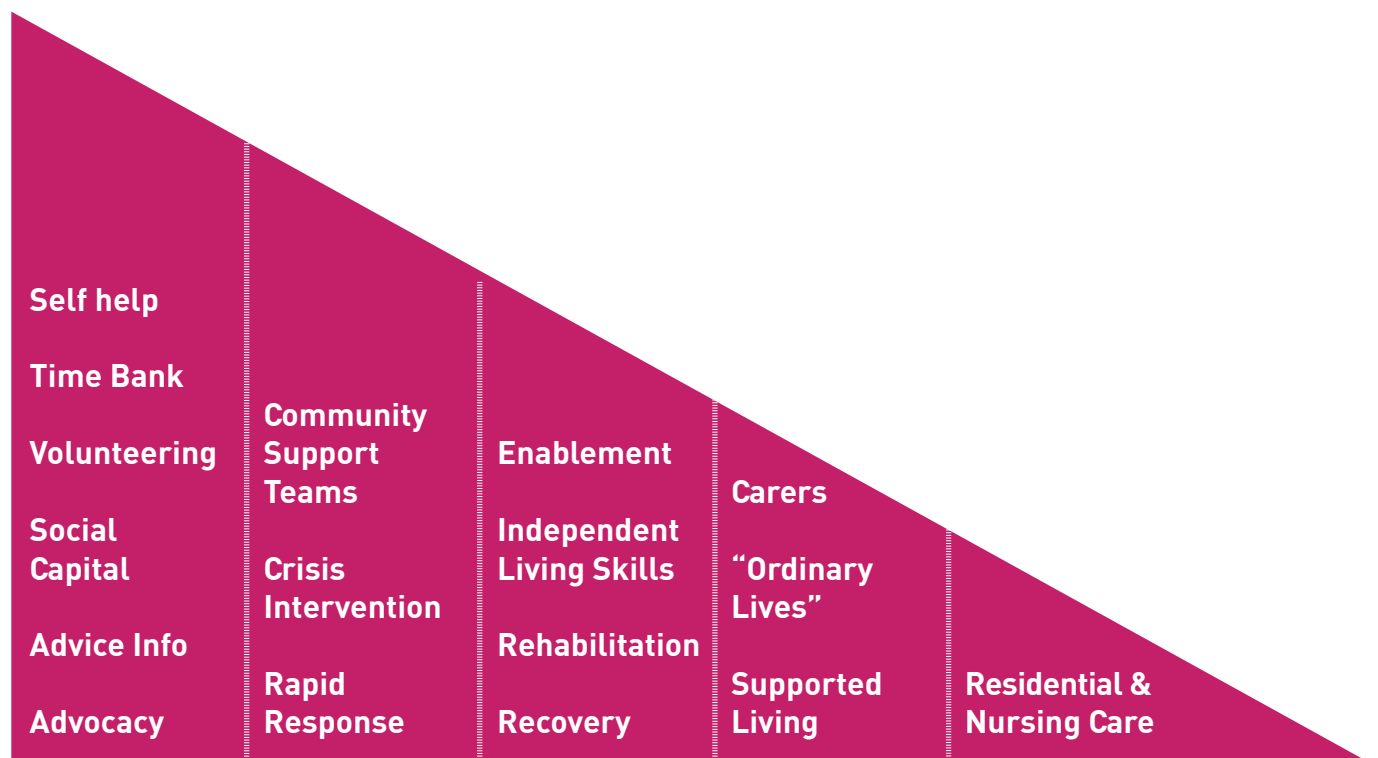 Self help
Time Bank
Volunteering
Social
Capital
Advice Info
Advocacy
Community
Support
Teams
Crisis
Intervention
Rapid
Response
Enablement
Independent
Living Skills
Rehabilitation
Recovery
Carers
“Ordinary
Lives”
Supported
Living
Residential &
Nursing Care